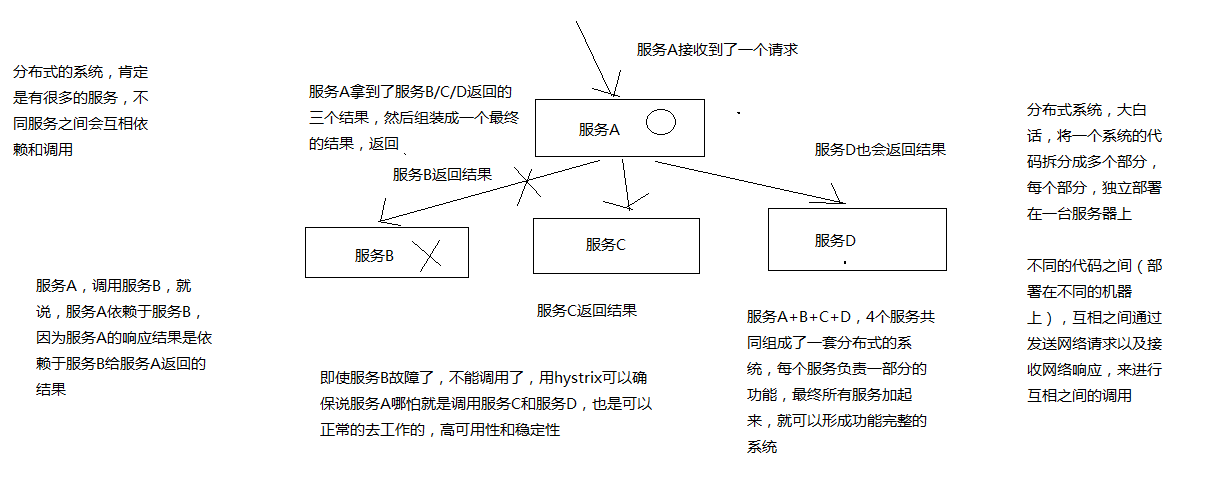 服务A接收到了一个请求
分布式的系统，肯定
是有很多的服务，不
同服务之间会互相依
赖和调用
服务A拿到了服务B/C/D返回的
三个结果，然后组装成一个最终
的结果，返回
服务A
分布式系统，大白
话，将一个系统的代
码拆分成多个部分，
每个部分，独立部署
在一台服务器上
服务D也会返回结果
服务B返回结果
服务B
服务C
服务D
不同的代码之间（部
署在不同的机器
上），互相之间通过
发送网络请求以及接
收网络响应，来进行
互相之间的调用
服务A，调用服务B，就
说，服务A依赖于服务B，
因为服务A的响应结果是依
赖于服务B给服务A返回的
结果
服务C返回结果
服务A+B+C+D，4个服务共
同组成了一套分布式的系
统，每个服务负责一部分的
功能，最终所有服务加起
来，就可以形成功能完整的
系统
即使服务B故障了，不能调用了，用hystrix可以确
保说服务A哪怕就是调用服务C和服务D，也是可以
正常的去工作的，高可用性和稳定性